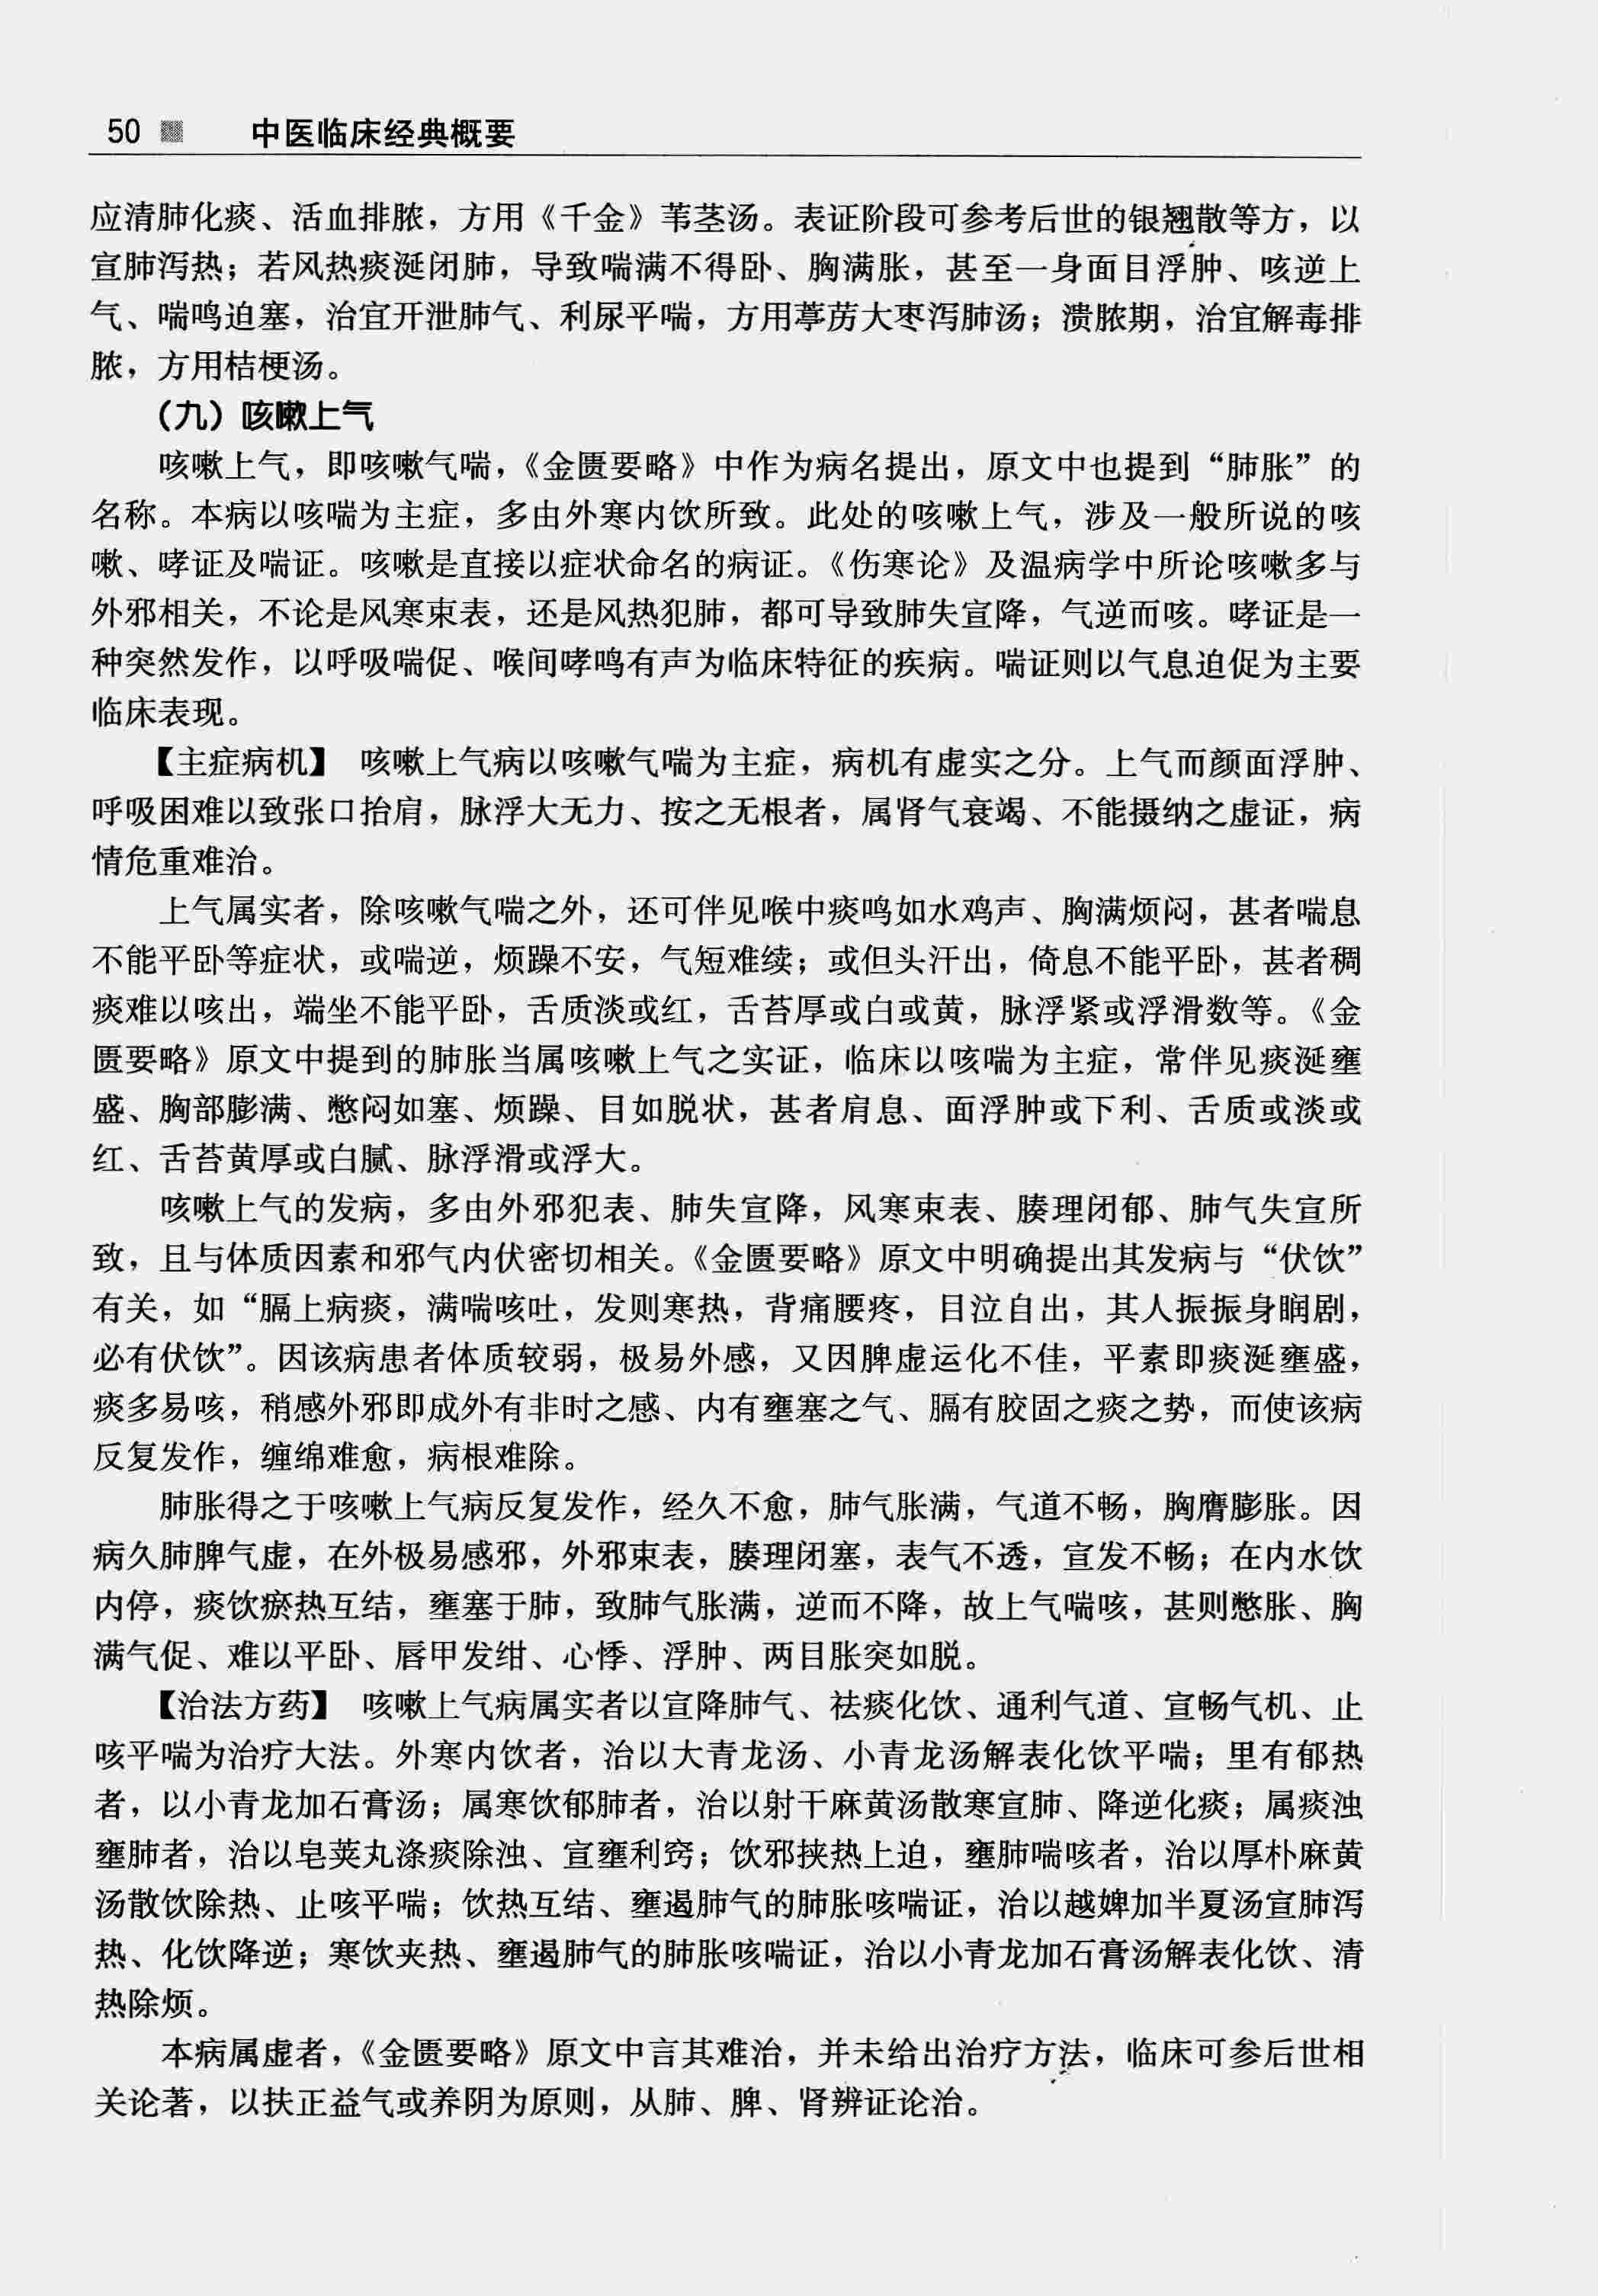 50 中医临床经典概要
应清肺化痰、活血排脓，方用《千金》苇茎汤。表证阶段可参考后世的银翘散等方，以
宣肺泻热；若风热痰涎闭肺，导致喘满不得卧、胸满胀，甚至一身面目浮肿、咳逆上
气、喘鸣迫塞，治宜开泄肺气、利尿平喘，方用葶苈大枣泻肺汤；溃脓期，治宜解毒排
脓，方用桔梗汤。
（九）咳嗽上气
咳嗽上气，即咳嗽气喘，《金匮要略》中作为病名提出，原文中也提到“肺胀”的
名称。本病以咳喘为主症，多由外寒内饮所致。此处的咳嗽上气，涉及一般所说的咳
嗽、哮证及喘证。咳嗽是直接以症状命名的病证。《伤寒论》及温病学中所论咳嗽多与
外邪相关，不论是风寒束表，还是风热犯肺，都可导致肺失宣降，气逆而咳。哮证是一
种突然发作，以呼吸喘促、喉间哮鸣有声为临床特征的疾病。喘证则以气息迫促为主要
临床表现。
【主症病机】 咳嗽上气病以咳嗽气喘为主症，病机有虚实之分。上气而颜面浮肿、
呼吸困难以致张口抬肩，脉浮大无力、按之无根者，属肾气衰竭、不能摄纳之虚证，病
情危重难治。
上气属实者，除咳嗽气喘之外，还可伴见喉中痰鸣如水鸡声、胸满烦闷，甚者喘息
不能平卧等症状，或喘逆，烦躁不安，气短难续；或但头汗出，倚息不能平卧，甚者稠
痰难以咳出，端坐不能平卧，舌质淡或红，舌苔厚或白或黄，脉浮紧或浮滑数等。《金
匮要略》原文中提到的肺胀当属咳嗽上气之实证，临床以咳喘为主症，常伴见痰涎壅
盛、胸部膨满、憋闷如塞、烦躁、目如脱状，甚者肩息、面浮肿或下利、舌质或淡或
红、舌苔黄厚或白腻、脉浮滑或浮大。
咳嗽上气的发病，多由外邪犯表、肺失宣降，风寒束表、腠理闭郁、肺气失宣所
致，且与体质因素和邪气内伏密切相关。《金匮要略》原文中明确提出其发病与“伏饮”
有关，如“膈上病痰，满喘咳吐，发则寒热，背痛腰疼，目泣自出，其人振振身瞤剧，
必有伏饮”。因该病患者体质较弱，极易外感，又因脾虚运化不佳，平素即痰涎壅盛，
痰多易咳，稍感外邪即成外有非时之感、内有壅塞之气、膈有胶固之痰之势，而使该病
反复发作，缠绵难愈，病根难除。
肺胀得之于咳嗽上气病反复发作，经久不愈，肺气胀满，气道不畅，胸膺膨胀。因
病久肺脾气虚，在外极易感邪，外邪束表，腠理闭塞，表气不透，宣发不畅；在内水饮
内停，痰饮瘀热互结，壅塞于肺，致肺气胀满，逆而不降，故上气喘咳，甚则憋胀、胸
满气促、难以平卧、唇甲发绀、心悸、浮肿、两目胀突如脱。
【治法方药】 咳嗽上气病属实者以宣降肺气、祛痰化饮、通利气道、宣畅气机、止
咳平喘为治疗大法。外寒内饮者，治以大青龙汤、小青龙汤解表化饮平喘；里有郁热
者，以小青龙加石膏汤；属寒饮郁肺者，治以射干麻黄汤散寒宣肺、降逆化痰；属痰浊
壅肺者，治以皂荚丸涤痰除浊、宣壅利窍；饮邪挟热上迫，壅肺喘咳者，治以厚朴麻黄
汤散饮除热、止咳平喘；饮热互结、壅遏肺气的肺胀咳喘证，治以越婢加半夏汤宣肺泻
热、化饮降逆；寒饮夹热、壅遏肺气的肺胀咳喘证，治以小青龙加石膏汤解表化饮、清
热除烦。
本病属虚者，《金匮要略》原文中言其难治，并未给出治疗方法，临床可参后世相
关论著，以扶正益气或养阴为原则，从肺、脾、肾辨证论治。